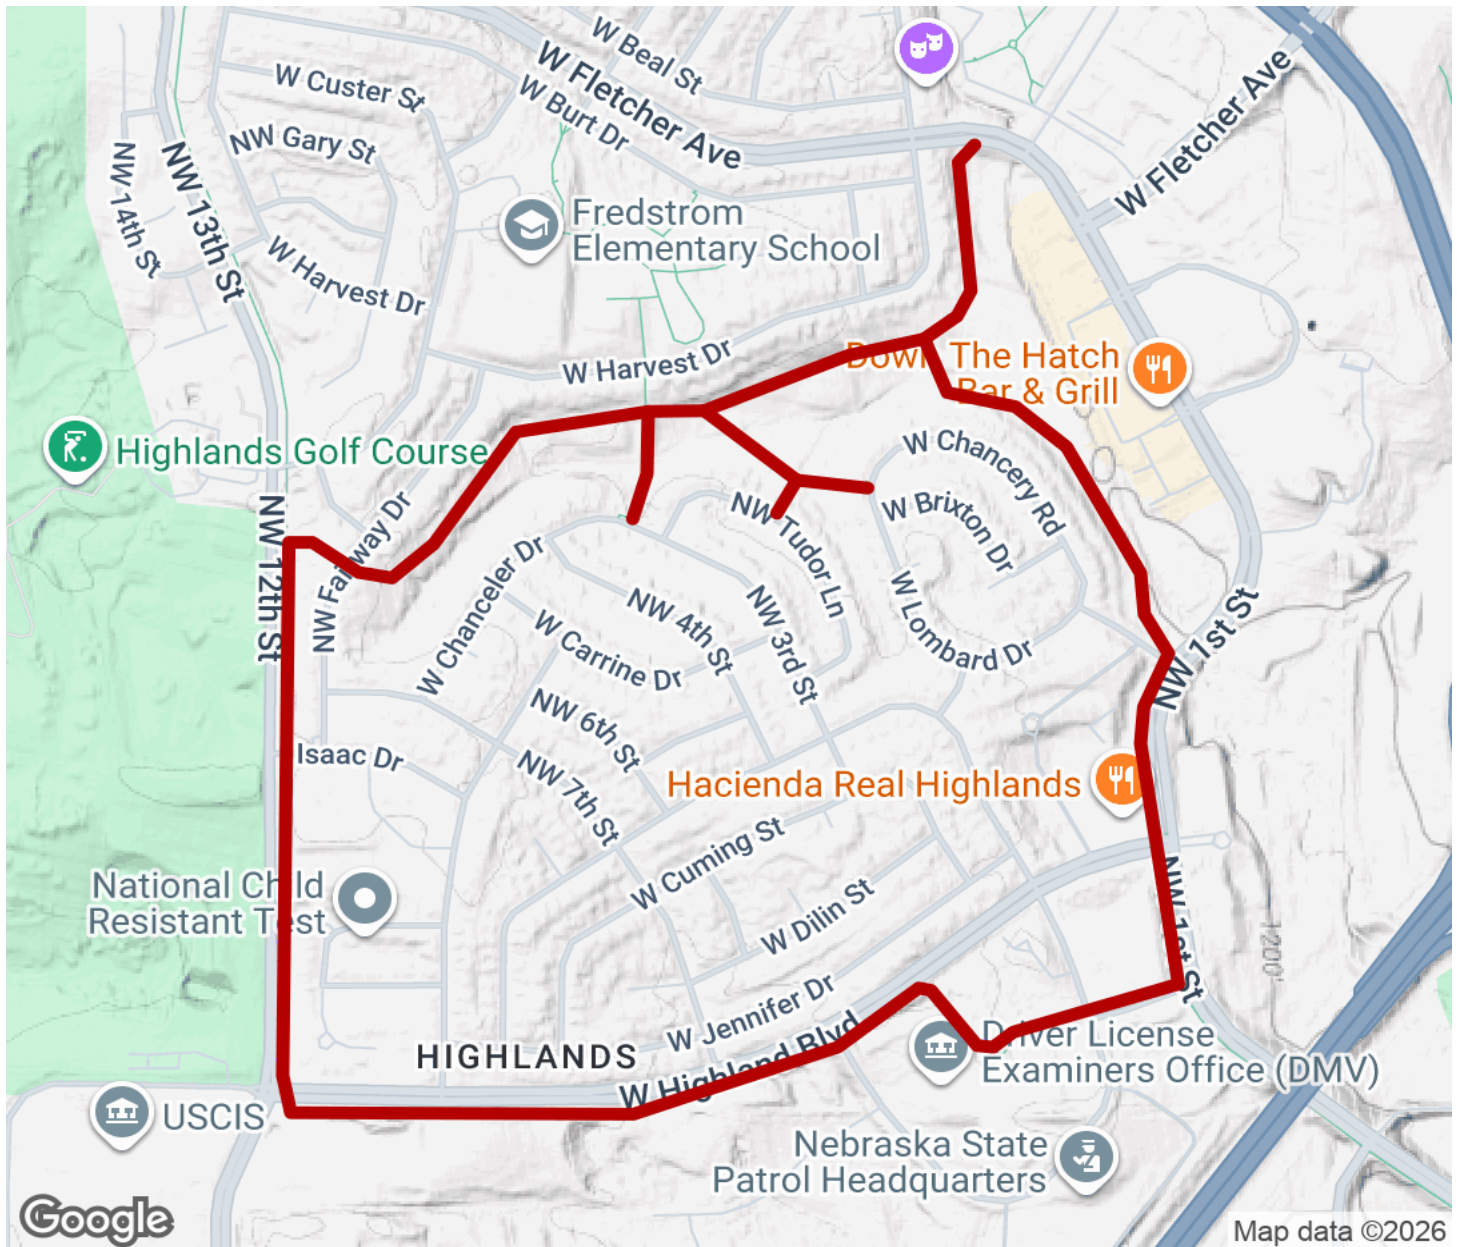 W Beal St
W Fletcher Ave
W Custer St
W Burt Dr
W Fletcher Ave
NW Gary St
NW 14th St
NW 13th St
Fredstrom
Elementary School
W Harvest Dr
W Harvest Dr
Down The Hatch
Bar & Grill
Highlands Golf Course
W Chancery Rd
NW 12th St
NW Fairway Dr
W Chanceler Dr
NW Tudor Ln
W Brixton Dr
NW 4th St
NW 3rd St
W Lombard Dr
W Carrine Dr
NW 1st St
NW 6th St
Isaac Dr
NW 7th St
Hacienda Real Highlands
W Cuming St
National Child
Resistant Test
W Dilin St
NW 1st St
1200'
W Jennifer Dr
HIGHLANDS
W Highland Blvd
Driver License
Examiners Office (DMV)
USCIS
Nebraska State
Patrol Headquarters
Google
Map data ©2026